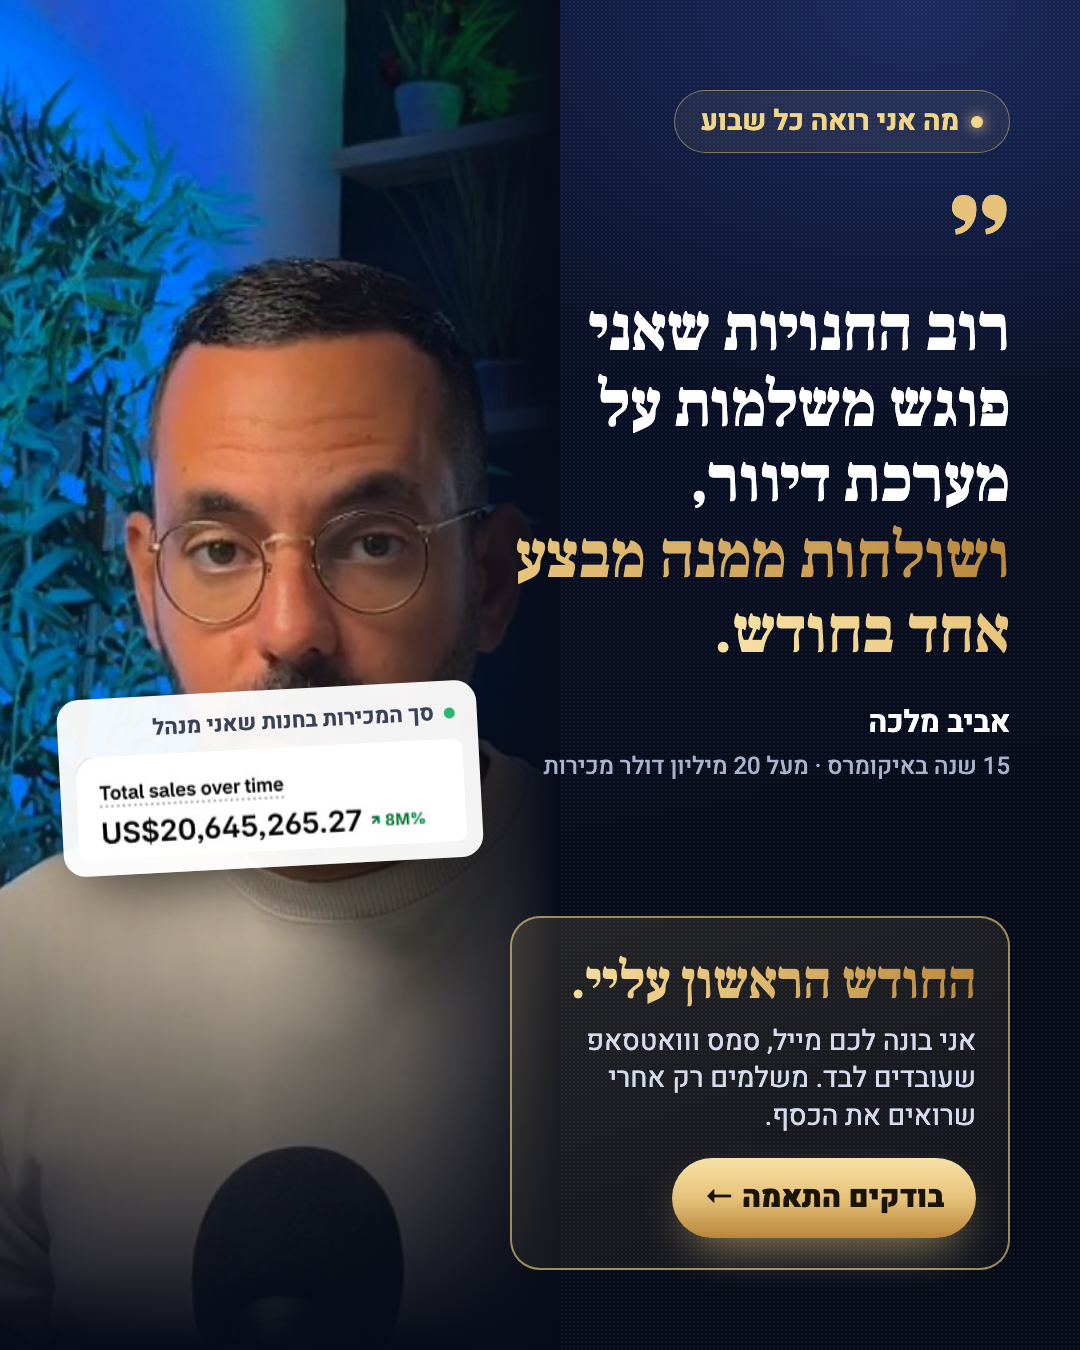 מה אני רואה כל שבוע
”
רוב החנויות שאני
פוגש משלמות על
מערכת דיוור,
ושולחות ממנה מבצע
אחד בחודש.
אביב מלכה
15 שנה באיקומרס · מעל 20 מיליון דולר מכירות
סך המכירות בחנות שאני מנהל
Total sales over time
US$20,645,265.27 ↗ 8M%
החודש הראשון עליי.
אני בונה לכם מייל, סמס וווואטסאפ
שעובדים לבד. משלמים רק אחרי
שרואים את הכסף.
בודקים התאמה ←